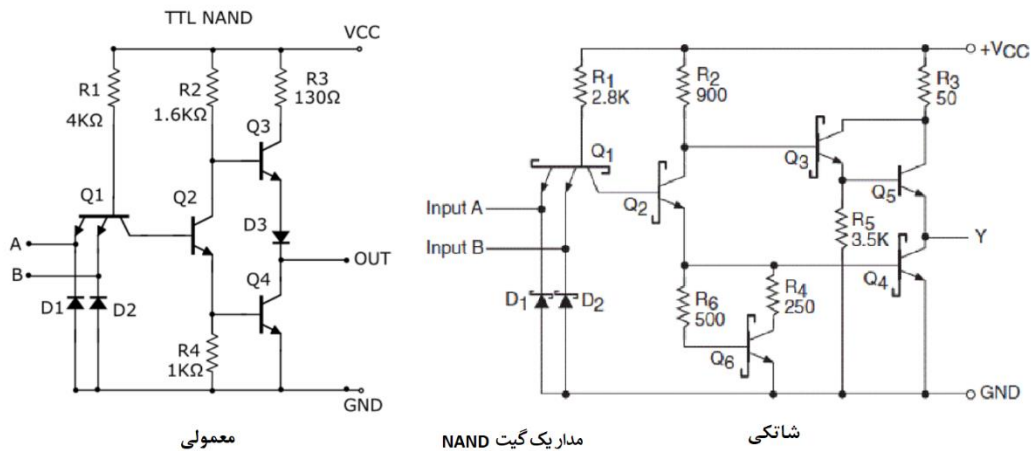 TTL NAND
VCC
R1
4KΩ
R2
1.6KΩ
R3
130Ω
Q3
Q1
Q2
D3
A
B
OUT
Q4
D1
D2
R4
1KΩ
GND
معمولی
+VCC
R1
2.8K
R2
900
R3
50
Q1
Q3
Q2
Q5
Input A
Input B
R5
3.5K
Y
D1
D2
R6
500
R4
250
Q4
Q6
GND
شاتکی
مدار یک گیت NAND